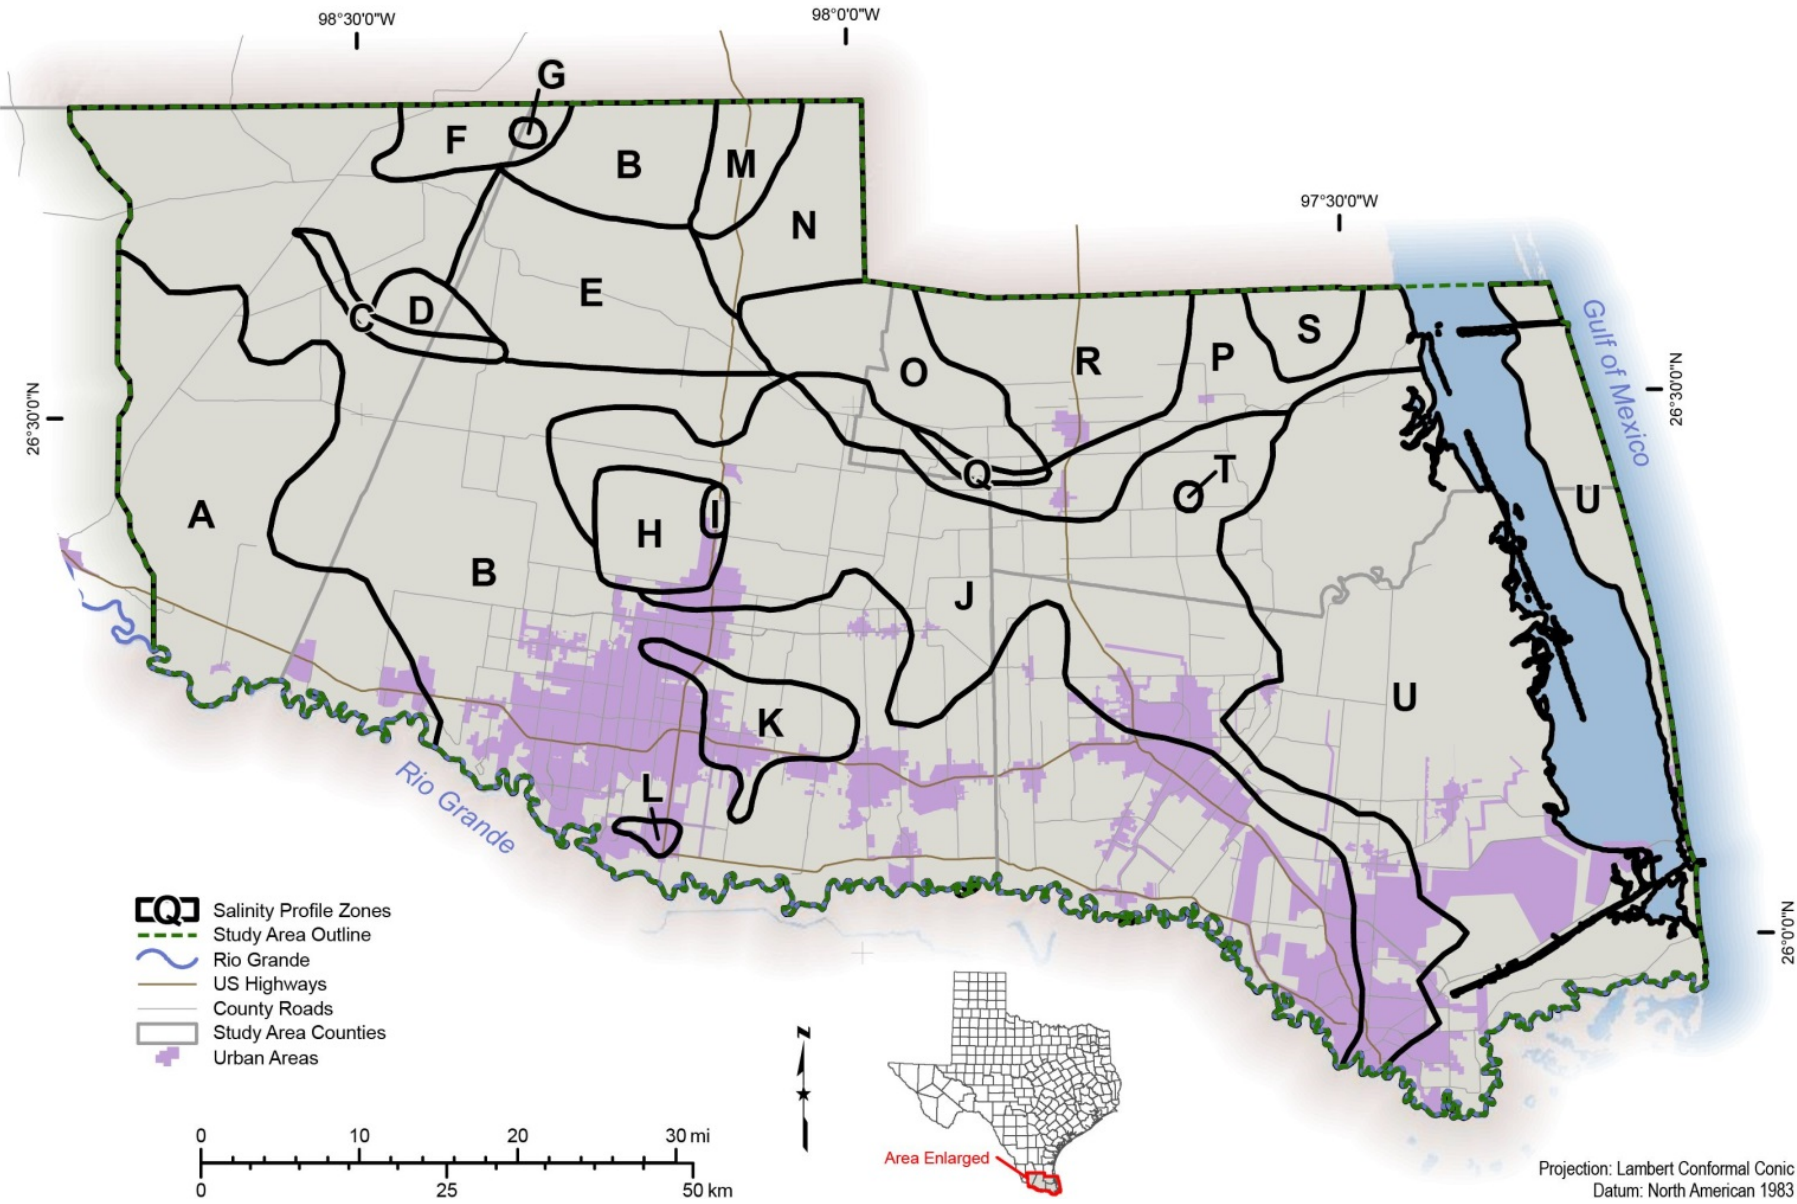 98°30'0"W
98°0'0"W
G
F
B
M
97°30'0"W
N
E
D
C
S
P
R
O
Gulf of Mexico
26°30'0"N
26°30'0"N
Q
T
U
A
I
H
B
J
U
K
L
Rio Grande
Q Salinity Profile Zones
Study Area Outline
Rio Grande
US Highways
County Roads
Study Area Counties
Urban Areas
26°0'0"N
N
0 10 20 30 mi
0 25 50 km
Area Enlarged
Projection: Lambert Conformal Conic
Datum: North American 1983